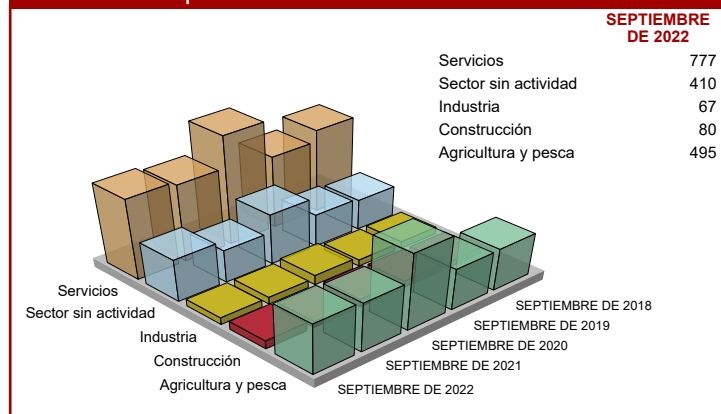 SEPTIEMBRE
DE 2022
Servicios 777
Sector sin actividad 410
Industria 67
Construcción 80
Agricultura y pesca 495
Servicios
Sector sin actividad
Industria
Construcción
Agricultura y pesca
SEPTIEMBRE DE 2018
SEPTIEMBRE DE 2019
SEPTIEMBRE DE 2020
SEPTIEMBRE DE 2021
SEPTIEMBRE DE 2022